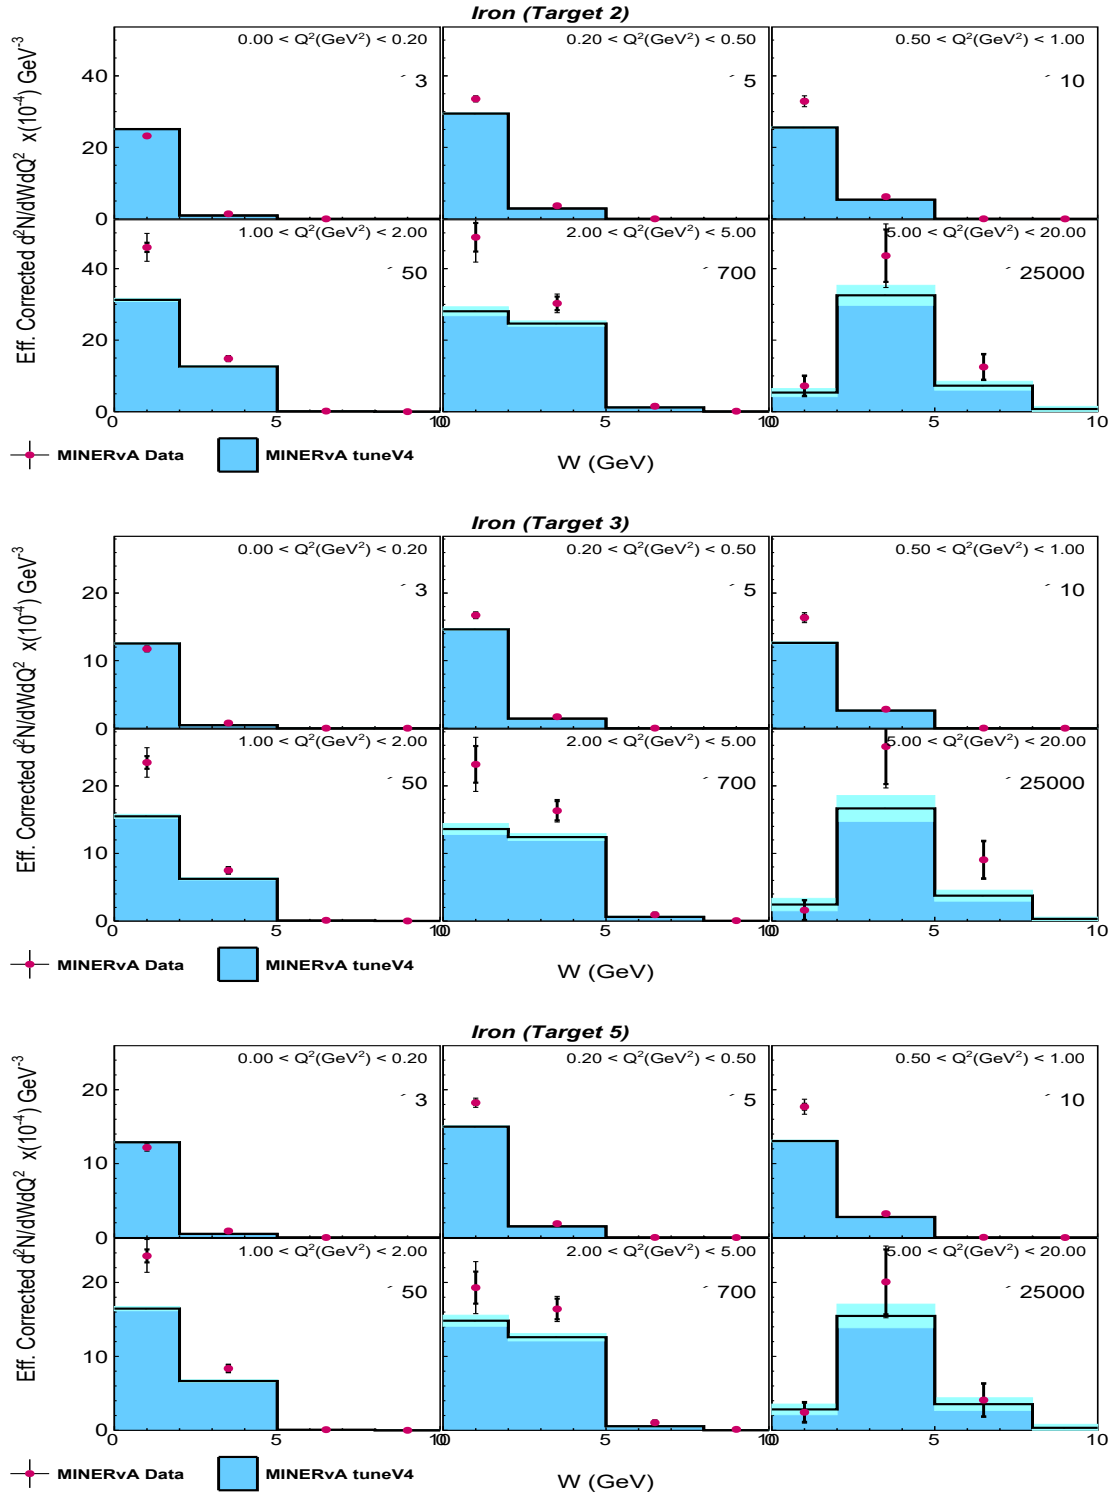 Iron (Target 2)
Eff. Corrected d²N/dWdQ² x(10⁻⁴) GeV⁻³
0.00 < Q²(GeV²) < 0.20
0.20 < Q²(GeV²) < 0.50
0.50 < Q²(GeV²) < 1.00
´ 3
´ 5
´ 10
40
20
0
1.00 < Q²(GeV²) < 2.00
2.00 < Q²(GeV²) < 5.00
5.00 < Q²(GeV²) < 20.00
´ 50
´ 700
´ 25000
40
20
0
0 5 10 0 5 10 0 5 10
MINERvA Data MINERvA tuneV4 W (GeV)
Iron (Target 3)
Eff. Corrected d²N/dWdQ² x(10⁻⁴) GeV⁻³
0.00 < Q²(GeV²) < 0.20
0.20 < Q²(GeV²) < 0.50
0.50 < Q²(GeV²) < 1.00
´ 3
´ 5
´ 10
20
10
0
1.00 < Q²(GeV²) < 2.00
2.00 < Q²(GeV²) < 5.00
5.00 < Q²(GeV²) < 20.00
´ 50
´ 700
´ 25000
20
10
0
0 5 10 0 5 10 0 5 10
MINERvA Data MINERvA tuneV4 W (GeV)
Iron (Target 5)
Eff. Corrected d²N/dWdQ² x(10⁻⁴) GeV⁻³
0.00 < Q²(GeV²) < 0.20
0.20 < Q²(GeV²) < 0.50
0.50 < Q²(GeV²) < 1.00
´ 3
´ 5
´ 10
20
10
0
1.00 < Q²(GeV²) < 2.00
2.00 < Q²(GeV²) < 5.00
5.00 < Q²(GeV²) < 20.00
´ 50
´ 700
´ 25000
20
10
0
0 5 10 0 5 10 0 5 10
MINERvA Data MINERvA tuneV4 W (GeV)